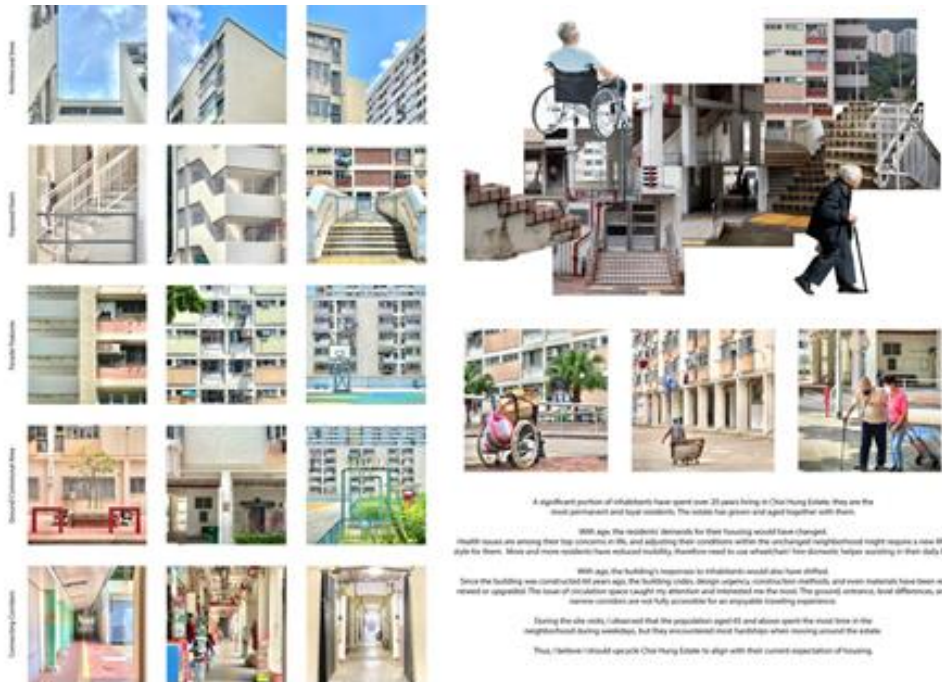 Architectural Views
Facade Features
Ground Communal Area
Connecting Corridors
A significant portion of inhabitants have spent over 20 years living in Choi Hung Estate; they are the
most permanent and loyal residents. The estate has grown and aged together with them.
With age, the residents' demands for their housing would have changed.
Health issues are among their top concerns in life, and adjusting their conditions within the unchanged neighborhood might require a new
style for them. More and more residents have reduced mobility, therefore need to use wheelchair/ hire domestic helper assisting in their daily
With age, the building's responses to inhabitants would also have shifted.
Since the building was constructed 60 years ago, the building codes, design urgency, construction methods, and even materials have been
renewed or upgraded. The issue of circulation space caught my attention and interested me the most. The ground, entrance, level differences,
narrow corridors are not fully accessible for an enjoyable traveling experience.
During the site visits, I observed that the population aged 65 and above spent the most time in the
neighborhood during weekdays, but they encountered most hardships when moving around the estate.
Thus, I believe I should upcycle Choi Hung Estate to align with their current expectation of housing.